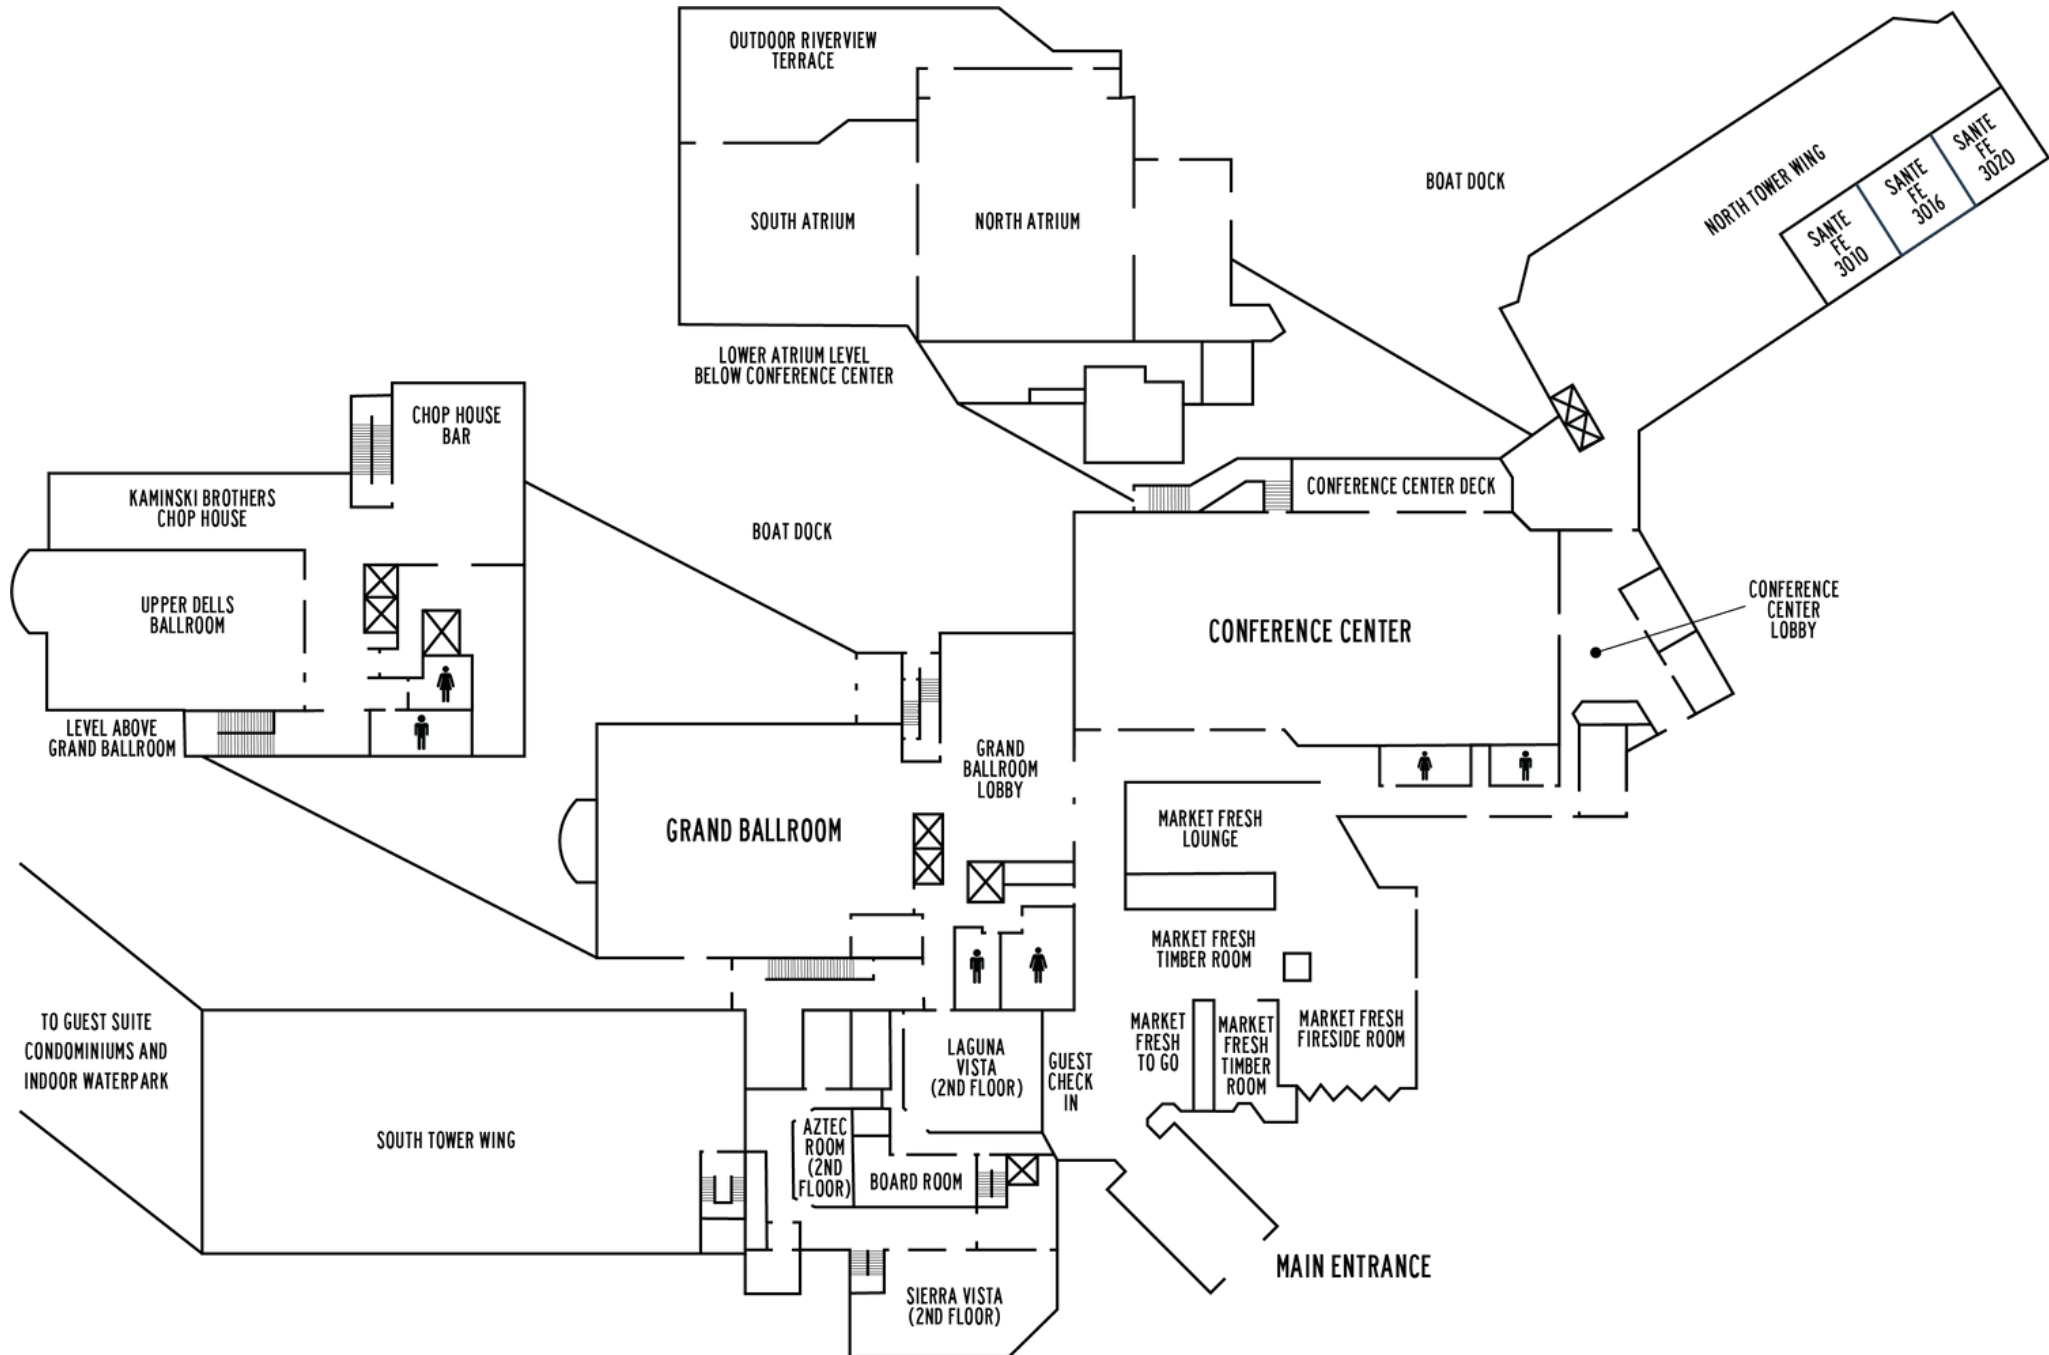 OUTDOOR RIVERVIEW
TERRACE
SOUTH ATRIUM
NORTH ATRIUM
BOAT DOCK
NORTH TOWER WING
SANTE
FE
3010
SANTE
FE
3016
SANTE
FE
3020
LOWER ATRIUM LEVEL
BELOW CONFERENCE CENTER
CHOP HOUSE
BAR
KAMINSKI BROTHERS
CHOP HOUSE
BOAT DOCK
CONFERENCE CENTER DECK
UPPER DELLS
BALLROOM
CONFERENCE CENTER
CONFERENCE
CENTER
LOBBY
LEVEL ABOVE
GRAND BALLROOM
GRAND
BALLROOM
LOBBY
GRAND BALLROOM
MARKET FRESH
LOUNGE
MARKET FRESH
TIMBER ROOM
TO GUEST SUITE
CONDOMINIUMS AND
INDOOR WATERPARK
LAGUNA
VISTA
(2ND FLOOR)
GUEST
CHECK
IN
MARKET
FRESH
TO GO
MARKET
FRESH
TIMBER
ROOM
MARKET FRESH
FIRESIDE ROOM
SOUTH TOWER WING
AZTEC
ROOM
(2ND
FLOOR)
BOARD ROOM
MAIN ENTRANCE
SIERRA VISTA
(2ND FLOOR)